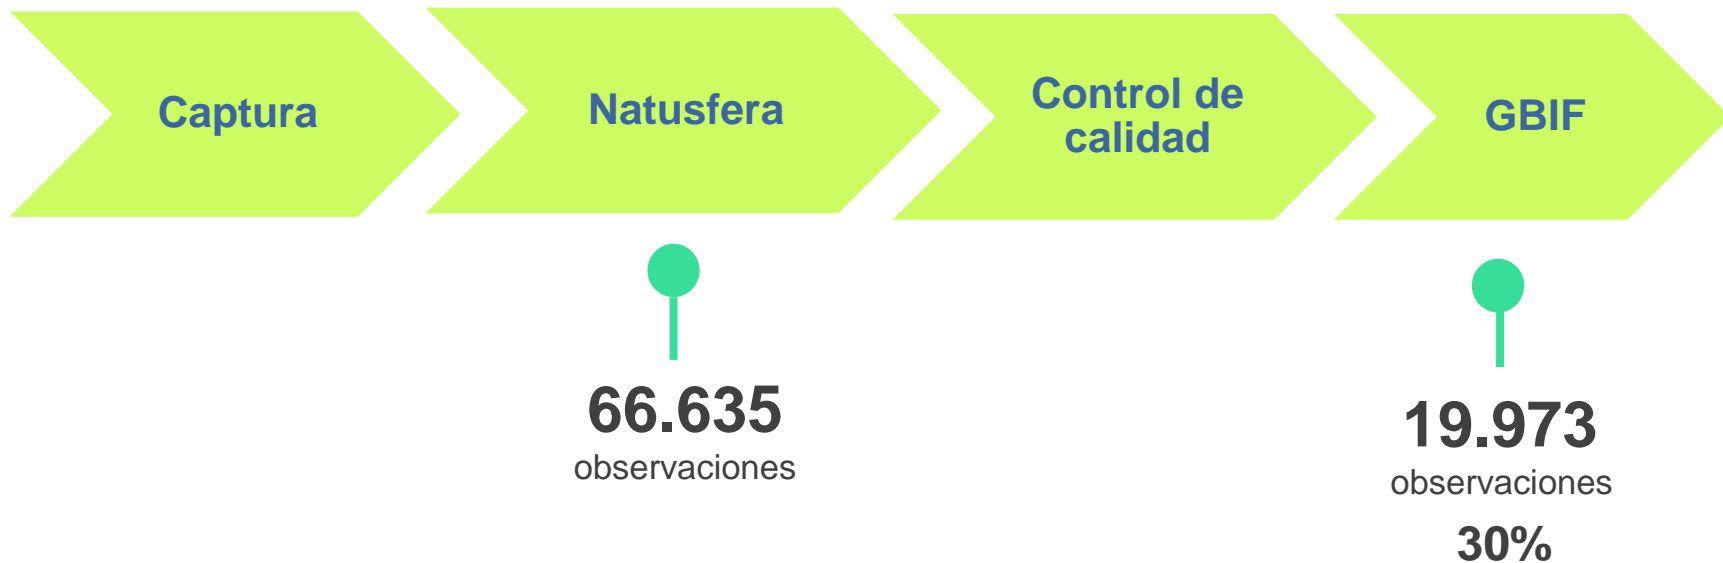 Captura
Natusfera
Control de
calidad
GBIF
66.635
observaciones
19.973
observaciones
30%